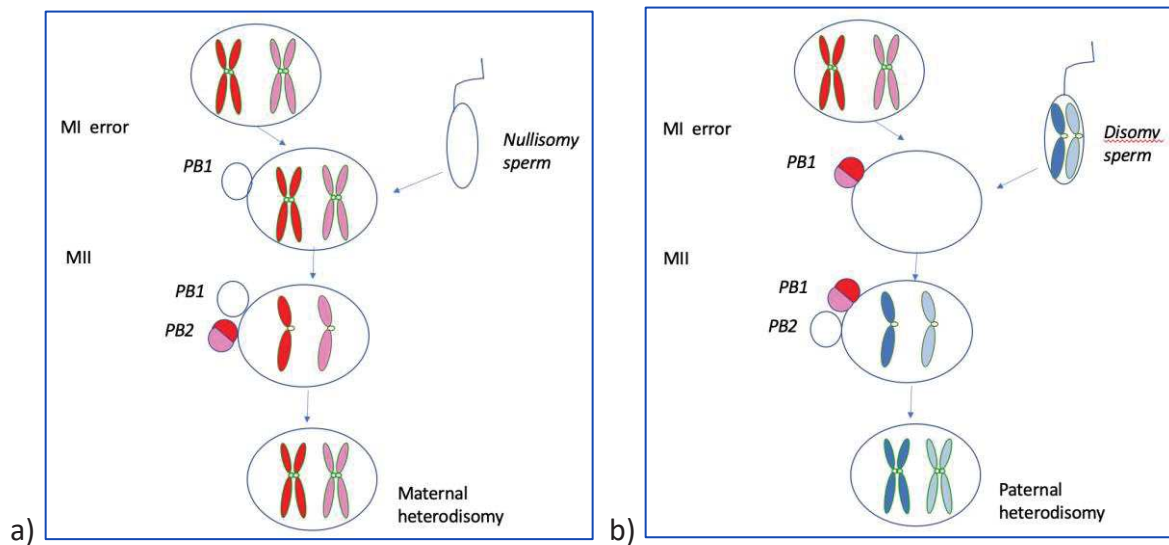 MI error
PB1
Nullisomy
sperm
MII
PB1
PB2
Maternal
heterodisomy
a)
MI error
PB1
Disomv
sperm
MII
PB1
PB2
Paternal
heterodisomy
b)